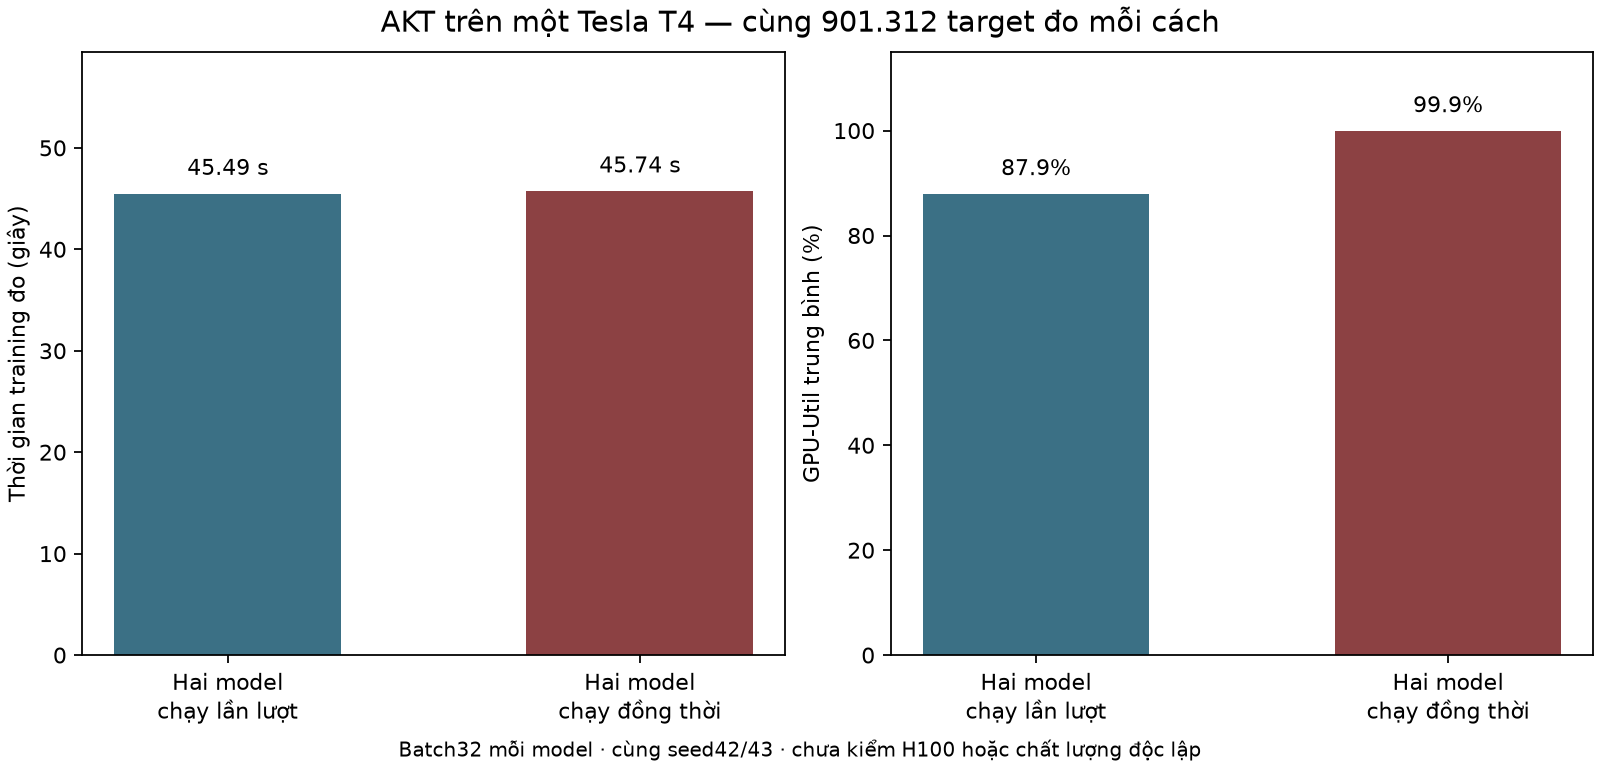 AKT trên một Tesla T4 — cùng 901.312 target đo mỗi cách
Thời gian training đo (giây)
50
40
30
20
10
0
45.49 s
45.74 s
Hai model
chạy lần lượt
Hai model
chạy đồng thời
GPU-Util trung bình (%)
100
80
60
40
20
0
87.9%
99.9%
Hai model
chạy lần lượt
Hai model
chạy đồng thời
Batch32 mỗi model · cùng seed42/43 · chưa kiểm H100 hoặc chất lượng độc lập